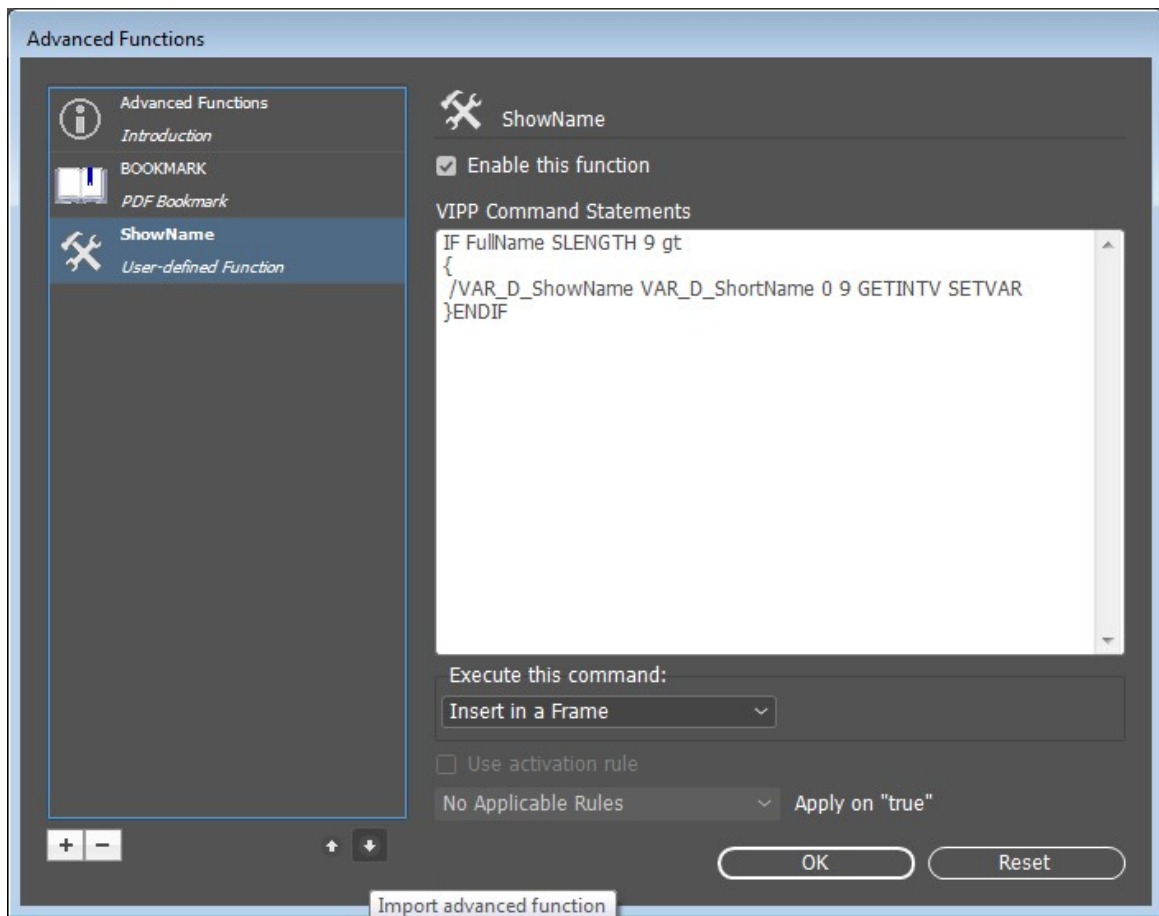 Advanced Functions
Advanced Functions
Introduction
BOOKMARK
PDF Bookmark
ShowName
User-defined Function
ShowName
Enable this function
VIPP Command Statements
IF FullName SLENGTH 9 gt
{
/VAR_D_ShowName VAR_D_ShortName 0 9 GETINTV SETVAR
}ENDIF
Execute this command:
Insert in a Frame
Use activation rule
No Applicable Rules
Apply on "true"
OK
Reset
Import advanced function